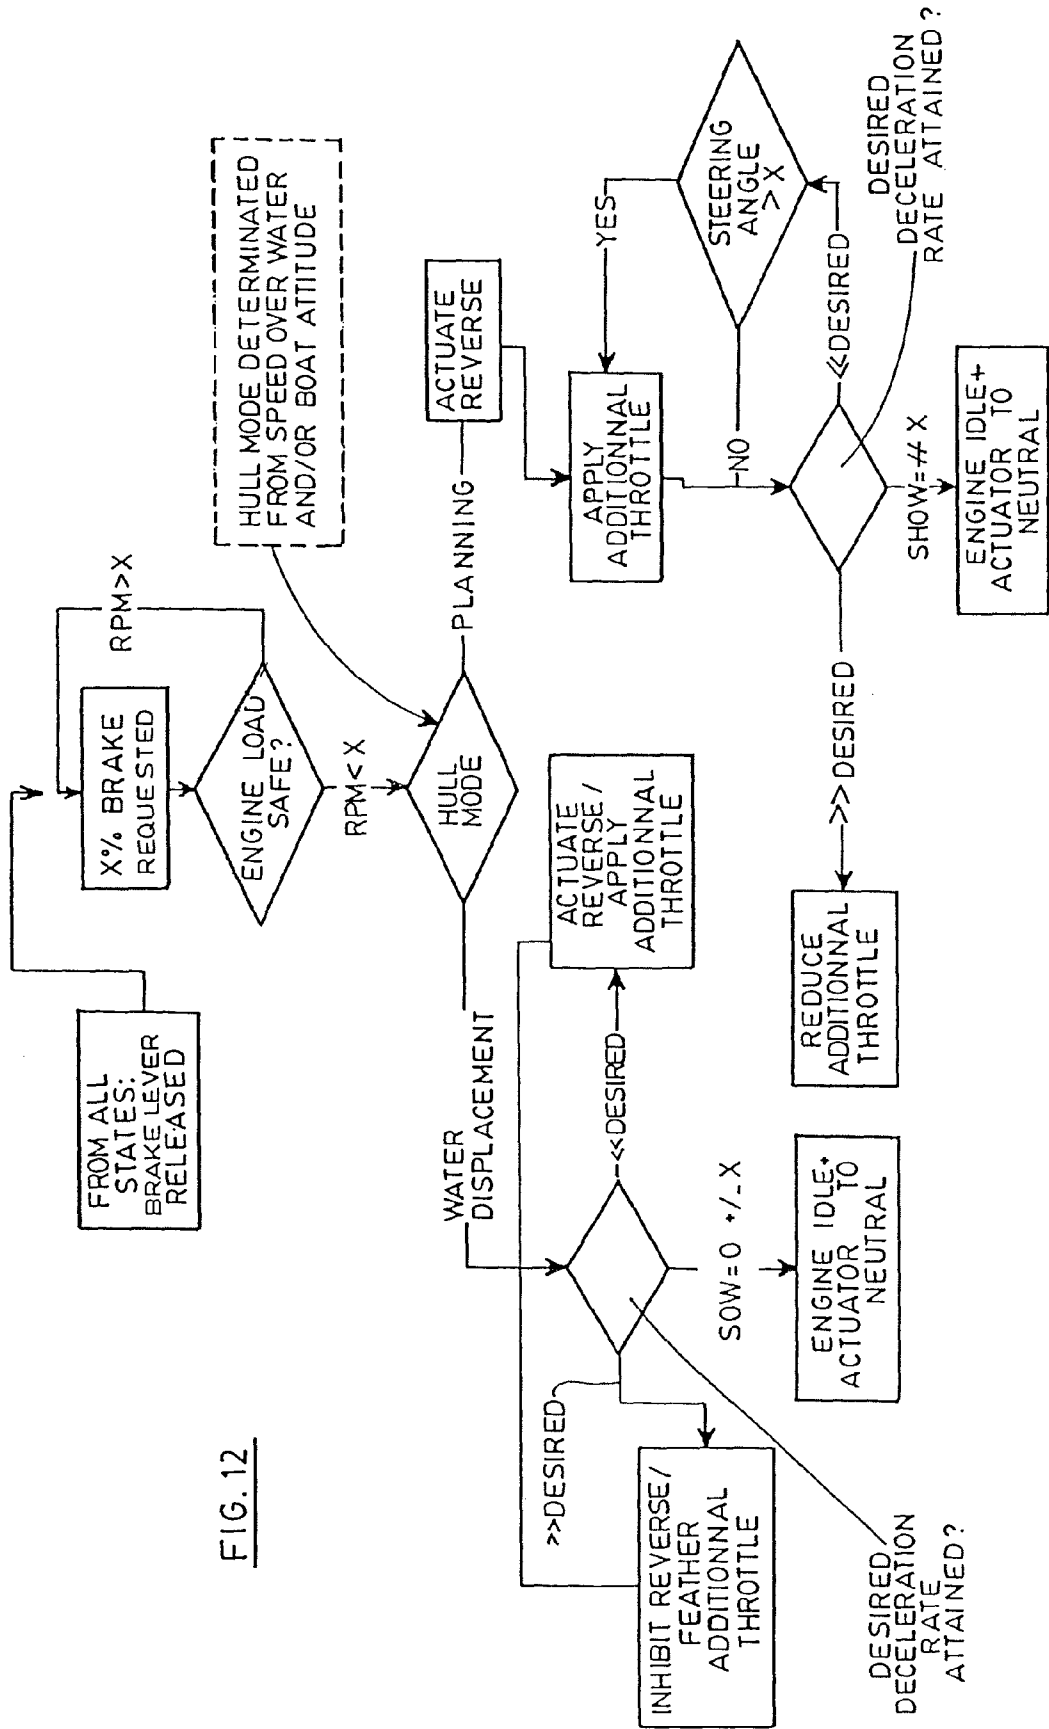 FIG. 12
FROM ALL
STATES:
BRAKE LEVER
RELEASED
X% BRAKE
REQUESTED
RPM>X
ENGINE LOAD
SAFE?
RPM<X
HULL MODE DETERMINATED
FROM SPEED OVER WATER
AND/OR BOAT ATTITUDE
HULL
MODE
WATER
DISPLACEMENT
PLANNING
ACTUATE
REVERSE
>>DESIRED
<<DESIRED
ACTUATE
REVERSE/
APPLY
ADDITIONNAL
THROTTLE
INHIBIT REVERSE/
FEATHER
ADDITIONNAL
THROTTLE
SOW=0 +/-X
ENGINE IDLE+
ACTUATOR TO
NEUTRAL
DESIRED
DECELERATION
RATE
ATTAINED?
APPLY
ADDITIONNAL
THROTTLE
YES
STEERING
ANGLE
>X
NO
<<DESIRED
>>DESIRED
REDUCE
ADDITIONNAL
THROTTLE
SHOW=#X
ENGINE IDLE+
ACTUATOR TO
NEUTRAL
DESIRED
DECELERATION
RATE ATTAINED?